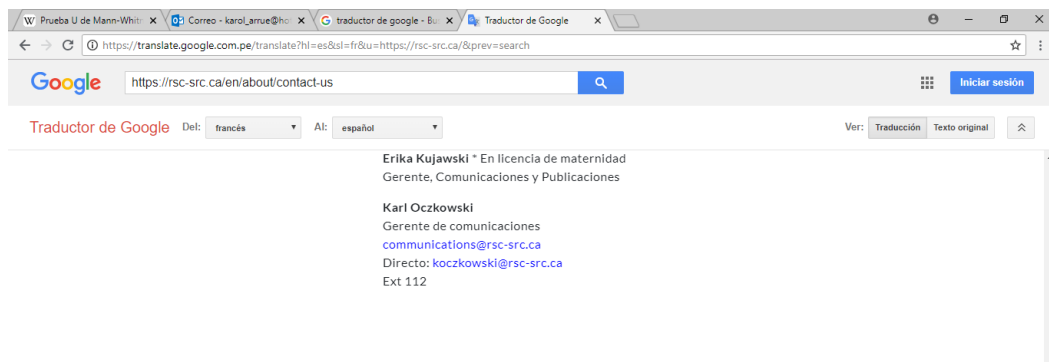 Prueba U de Mann-Whitn
Correo - karol_arrue@ho
traductor de google - Bu
Traductor de Google
https://translate.google.com.pe/translate?hl=es&sl=fr&u=https://rsc-src.ca/&prev=search
Google
https://rsc-src.ca/en/about/contact-us
Iniciar sesión
Traductor de Google
Del: francés
Al: español
Ver: Traducción Texto original
Erika Kujawski * En licencia de maternidad
Gerente, Comunicaciones y Publicaciones
Karl Oczkowski
Gerente de comunicaciones
communications@rsc-src.ca
Directo: koczkowski@rsc-src.ca
Ext 112